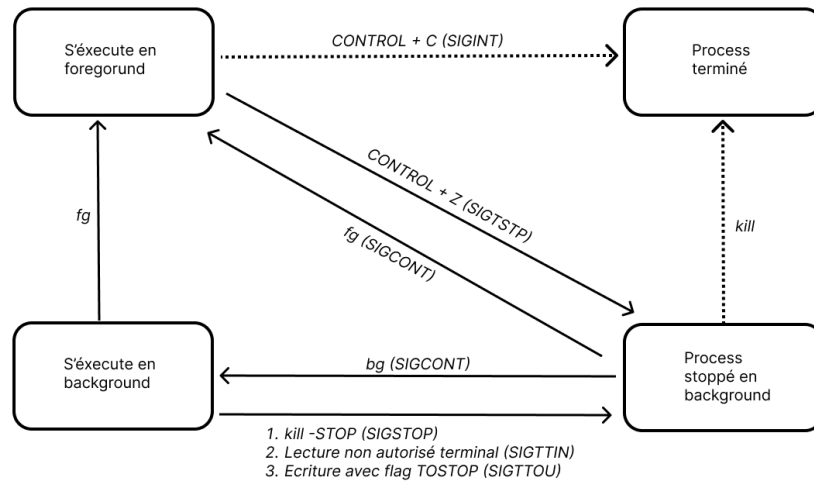 S'éxecute en
foregorund
CONTROL + C (SIGINT)
Process
terminé
CONTROL + Z (SIGTSTP)
fg (SIGCONT)
fg
kill
S'éxecute en
background
bg (SIGCONT)
Process
stoppé en
background
1. kill -STOP (SIGSTOP)
2. Lecture non autorisé terminal (SIGTTIN)
3. Ecriture avec flag TOSTOP (SIGTTOU)